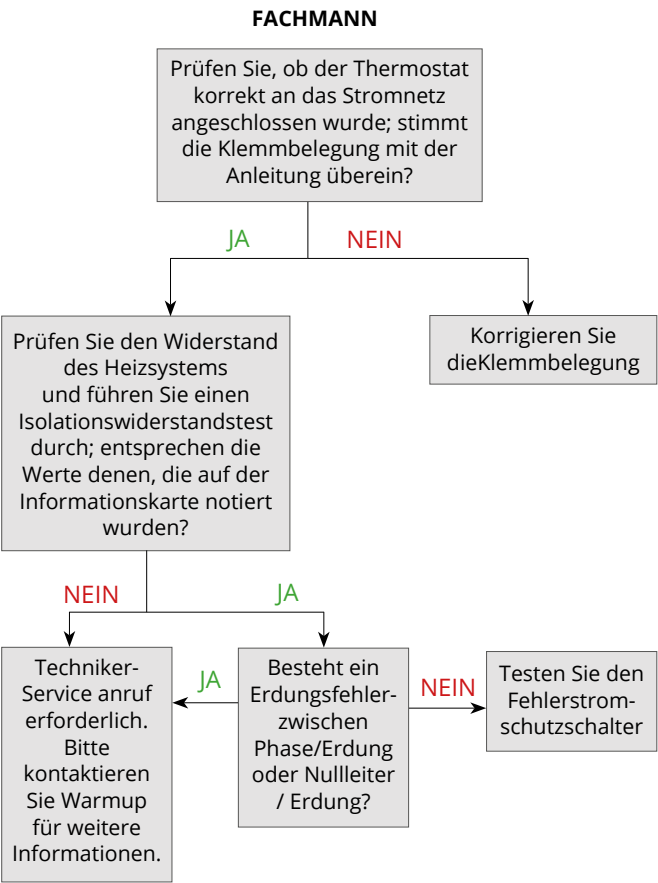 FACHMANN
Prüfen Sie, ob der Thermostat
korrekt an das Stromnetz
angeschlossen wurde; stimmt
die Klemmbelegung mit der
Anleitung überein?
JA
NEIN
Prüfen Sie den Widerstand
des Heizsystems
und führen Sie einen
Isolationswiderstandstest
durch; entsprechen die
Werte denen, die auf der
Informationskarte notiert
wurden?
Korrigieren Sie
dieKlemmbelegung
NEIN
JA
Techniker-
Service anruf
erforderlich.
Bitte
kontaktieren
Sie Warmup
für weitere
Informationen.
JA
Besteht ein
Erdungsfehler-
zwischen
Phase/Erdung
oder Nullleiter
/ Erdung?
NEIN
Testen Sie den
Fehlerstrom-
schutzschalter